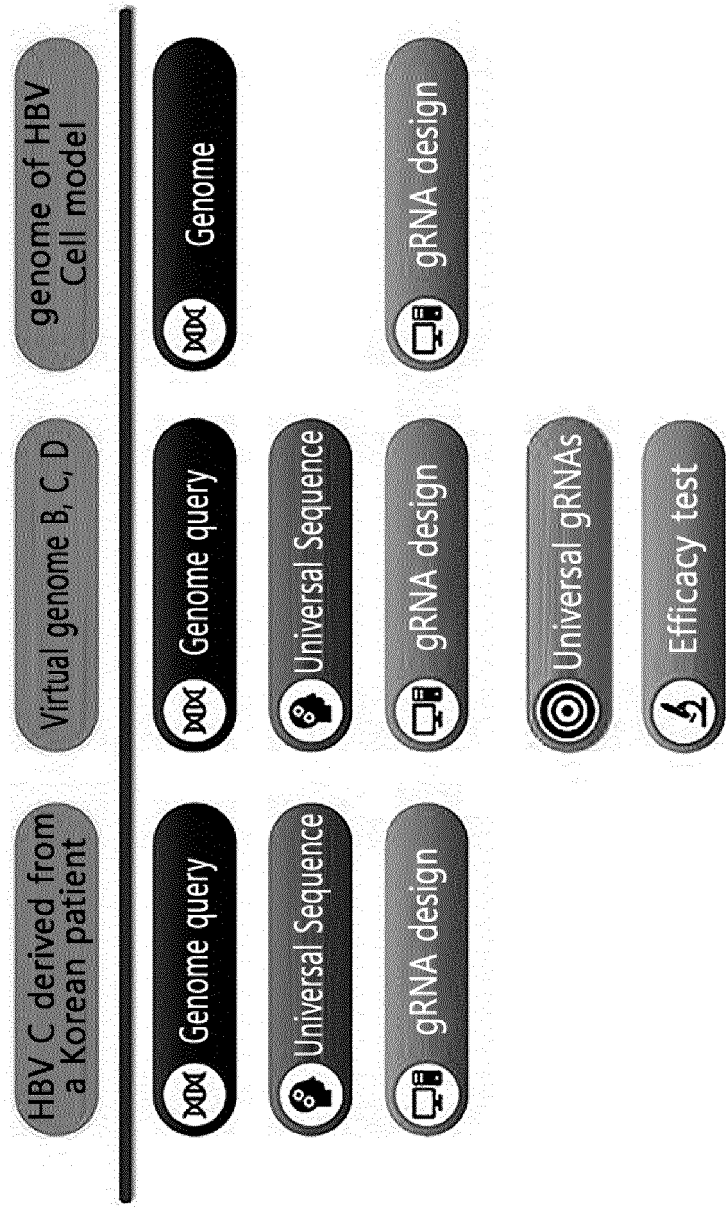 HBV C derived from
a Korean patient
Virtual genome B, C, D
genome of HBV
Cell model
Genome query
Genome query
Genome
Universal Sequence
Universal Sequence
gRNA design
gRNA design
gRNA design
Universal gRNAs
Efficacy test